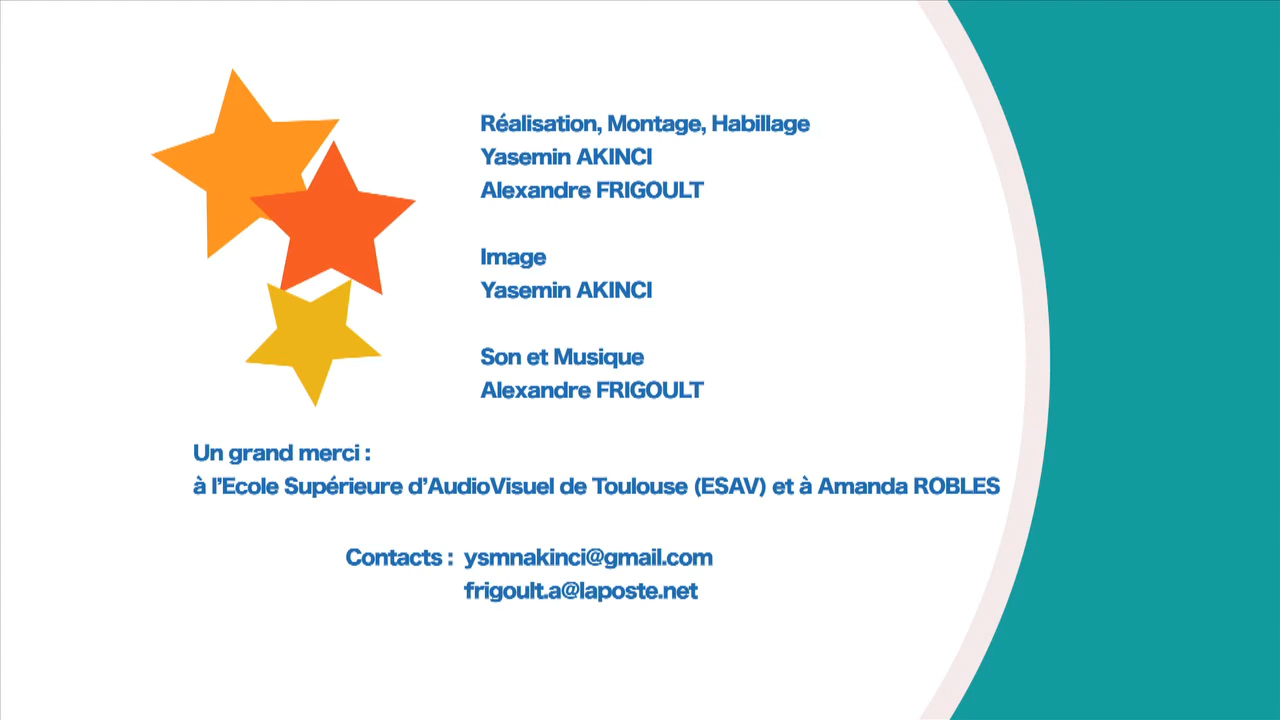 Réalisation, Montage, Habillage
Yasemin AKINCI
Alexandre FRIGOULT
Image
Yasemin AKINCI
Son et Musique
Alexandre FRIGOULT
Un grand merci :
à l’Ecole Supérieure d’AudioVisuel de Toulouse (ESAV) et à Amanda ROBLES
Contacts : ysmnakinci@gmail.com
frigoult.a@laposte.net